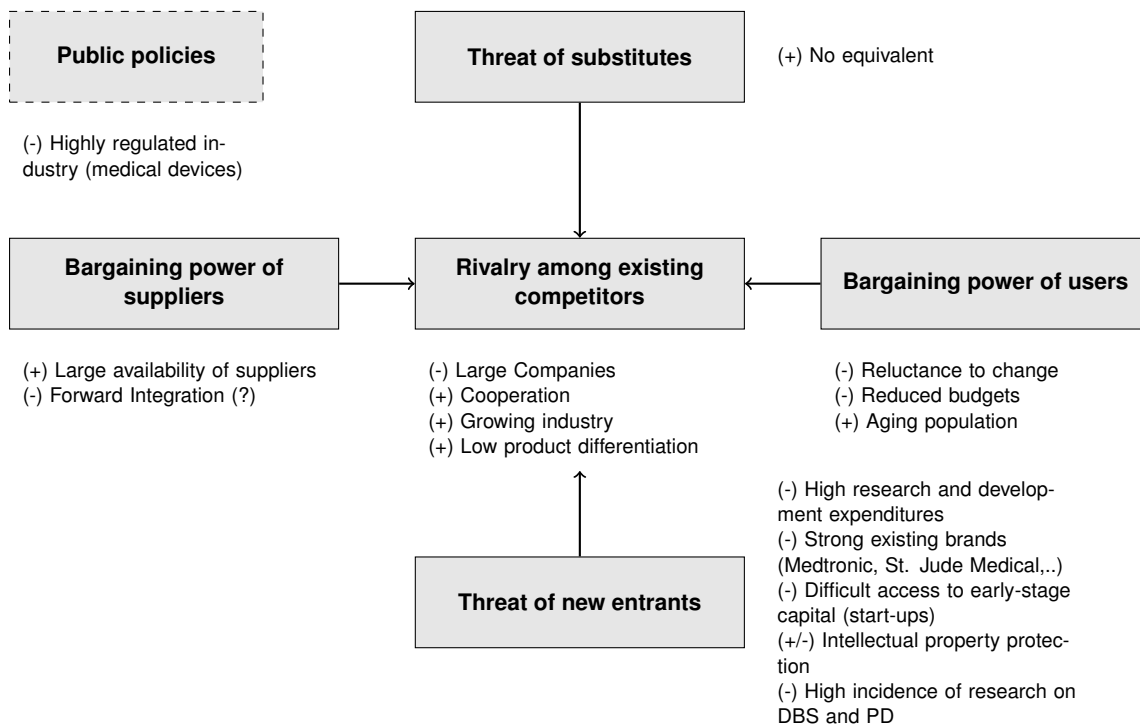 Public policies
(-) Highly regulated in-
dustry (medical devices)
Threat of substitutes
(+) No equivalent
Bargaining power of
suppliers
(+) Large availability of suppliers
(-) Forward Integration (?)
Rivalry among existing
competitors
(-) Large Companies
(+) Cooperation
(+) Growing industry
(+) Low product differentiation
Bargaining power of users
(-) Reluctance to change
(-) Reduced budgets
(+) Aging population
Threat of new entrants
(-) High research and develop-
ment expenditures
(-) Strong existing brands
(Medtronic, St. Jude Medical,..)
(-) Difficult access to early-stage
capital (start-ups)
(+/-) Intellectual property protec-
tion
(-) High incidence of research on
DBS and PD